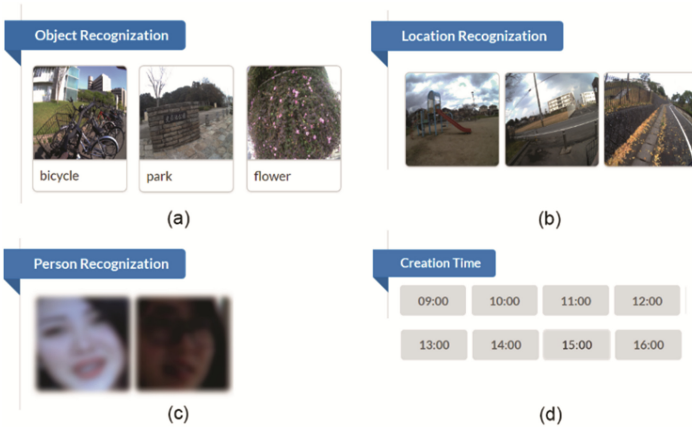 Object Recognization
bicycle
park
flower
(a)
Location Recognization
(b)
Person Recognization
(c)
Creation Time
09:00 10:00 11:00 12:00
13:00 14:00 15:00 16:00
(d)